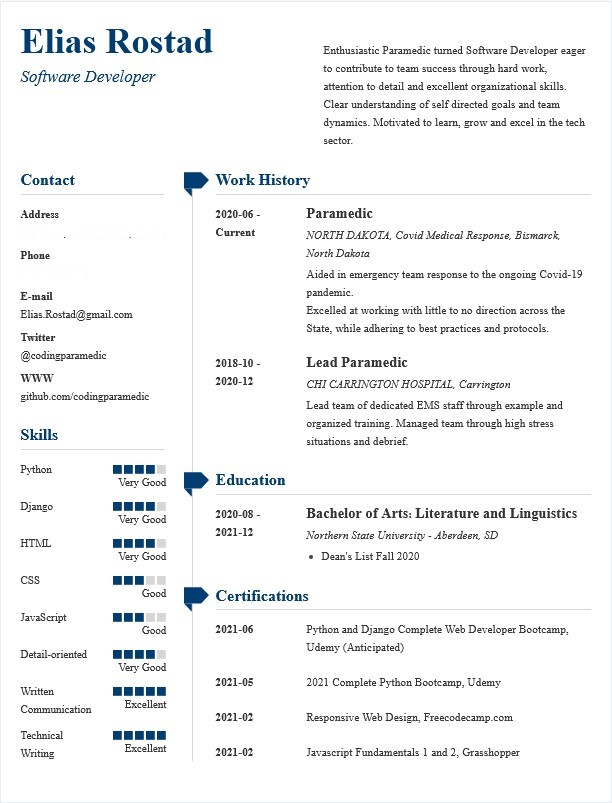 Elias Rostad
Software Developer
Enthusiastic Paramedic turned Software Developer eager
to contribute to team success through hard work,
attention to detail and excellent organizational skills.
Clear understanding of self directed goals and team
dynamics. Motivated to learn, grow and excel in the tech
sector.
Contact
Address
Phone
E-mail
Elias.Rostad@gmail.com
Twitter
@codingparamedic
WWW
github.com/codingparamedic
Skills
Python
Very Good
Django
Very Good
HTML
Very Good
CSS
Good
JavaScript
Good
Detail-oriented
Very Good
Written
Communication
Excellent
Technical
Writing
Excellent
Work History
2020-06 -
Current
Paramedic
NORTH DAKOTA, Covid Medical Response, Bismarck,
North Dakota
Aided in emergency team response to the ongoing Covid-19
pandemic.
Excelled at working with little to no direction across the
State, while adhering to best practices and protocols.
2018-10 -
2020-12
Lead Paramedic
CHI CARRINGTON HOSPITAL, Carrington
Lead team of dedicated EMS staff through example and
organized training. Managed team through high stress
situations and debrief.
Education
2020-08 -
2021-12
Bachelor of Arts: Literature and Linguistics
Northern State University - Aberdeen, SD
• Dean's List Fall 2020
Certifications
2021-06
Python and Django Complete Web Developer Bootcamp,
Udemy (Anticipated)
2021-05
2021 Complete Python Bootcamp, Udemy
2021-02
Responsive Web Design, Freecodecamp.com
2021-02
Javascript Fundamentals 1 and 2, Grasshopper